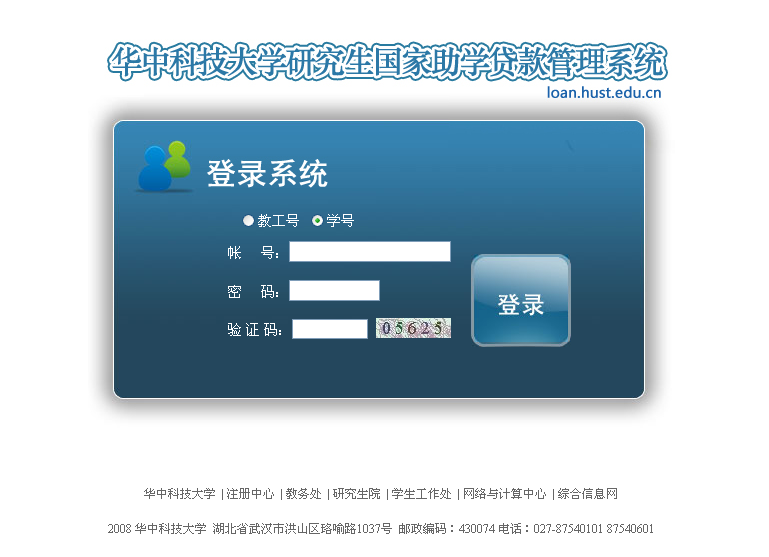 华中科技大学研究生国家助学贷款管理系统
loan.hust.edu.cn
登录系统
教工号 学号
帐 号：
密 码：
登录
验 证 码： 05625
华中科技大学 | 注册中心 | 教务处 | 研究生院 | 学生工作处 | 网络与计算中心 | 综合信息网
2008 华中科技大学 湖北省武汉市洪山区珞喻路1037号 邮政编码：430074 电话：027-87540101 87540601